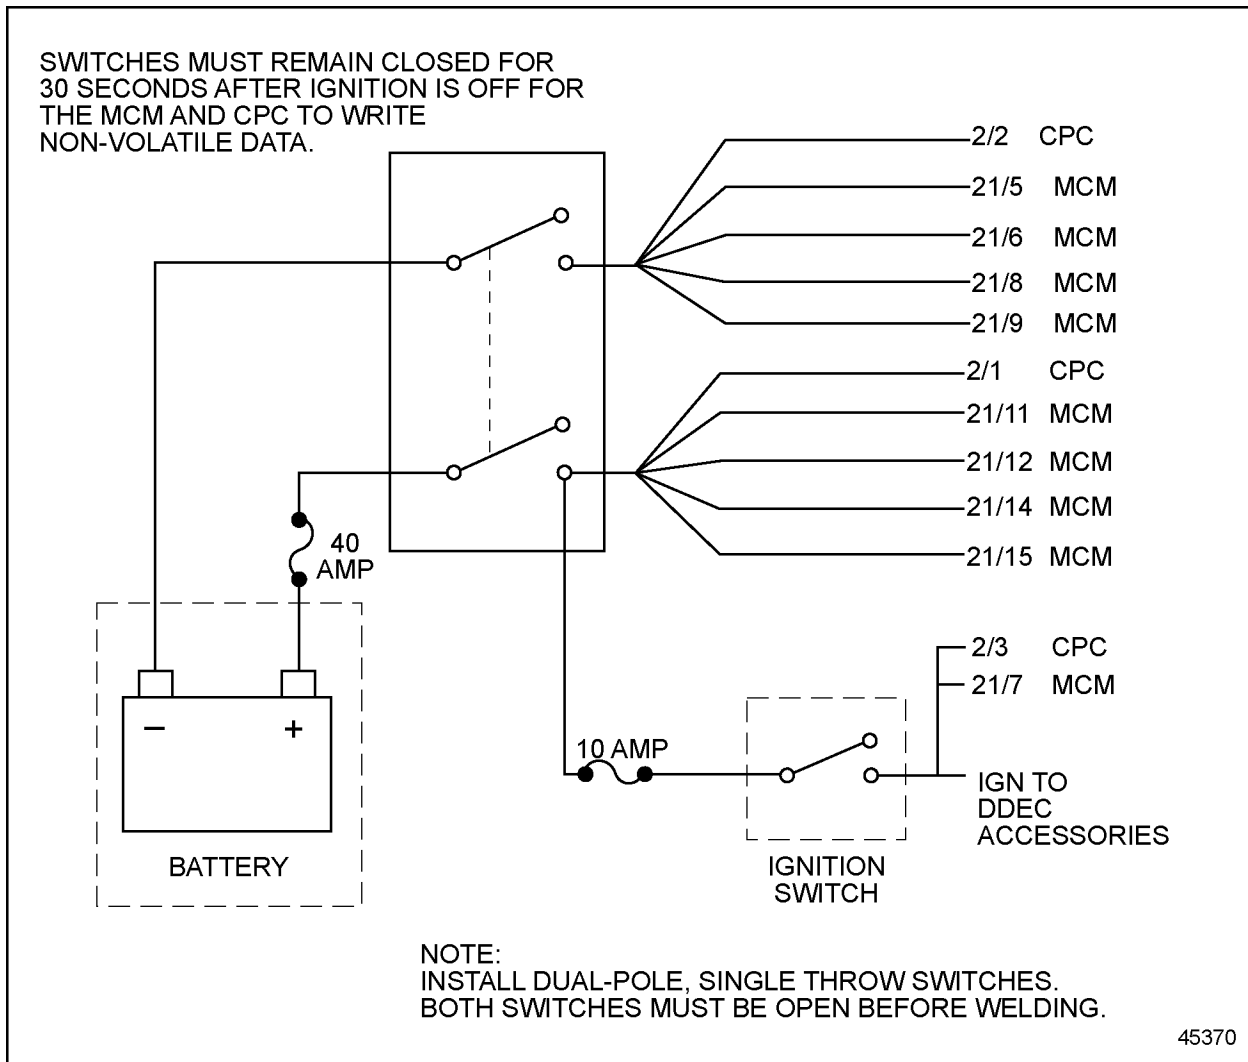 SWITCHES MUST REMAIN CLOSED FOR
30 SECONDS AFTER IGNITION IS OFF FOR
THE MCM AND CPC TO WRITE
NON-VOLATILE DATA.
2/2 CPC
21/5 MCM
21/6 MCM
21/8 MCM
21/9 MCM
2/1 CPC
21/11 MCM
21/12 MCM
21/14 MCM
21/15 MCM
40
AMP
2/3 CPC
21/7 MCM
− +
10 AMP
IGN TO
DDEC
ACCESSORIES
BATTERY
IGNITION
SWITCH
NOTE:
INSTALL DUAL-POLE, SINGLE THROW SWITCHES.
BOTH SWITCHES MUST BE OPEN BEFORE WELDING.
45370